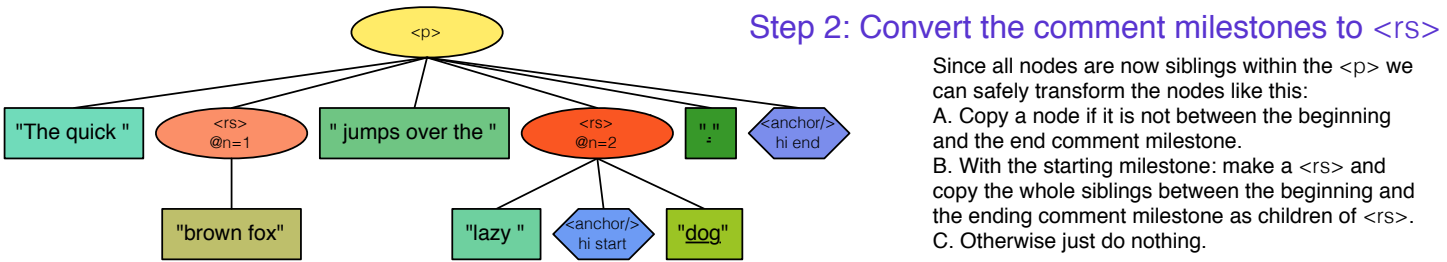 <p>
Step 2: Convert the comment milestones to <rs>
"The quick "
<rs>
@n=1
" jumps over the "
<rs>
@n=2
"."
<anchor/>
hi end
"brown fox"
"lazy "
<anchor/>
hi start
"dog"
Since all nodes are now siblings within the <p> we
can safely transform the nodes like this:
A. Copy a node if it is not between the beginning
and the end comment milestone.
B. With the starting milestone: make a <rs> and
copy the whole siblings between the beginning and
the ending comment milestone as children of <rs>.
C. Otherwise just do nothing.